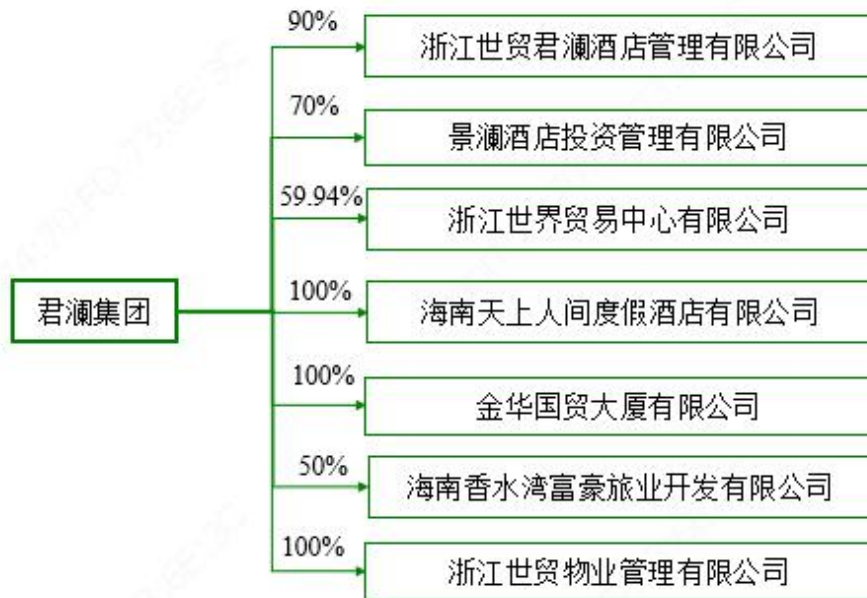 90%
浙江世贸君澜酒店管理有限公司
70%
景澜酒店投资管理有限公司
59.94%
浙江世界贸易中心有限公司
君澜集团
100%
海南天上人间度假酒店有限公司
100%
金华国贸大厦有限公司
50%
海南香水湾富豪旅业开发有限公司
100%
浙江世贸物业管理有限公司